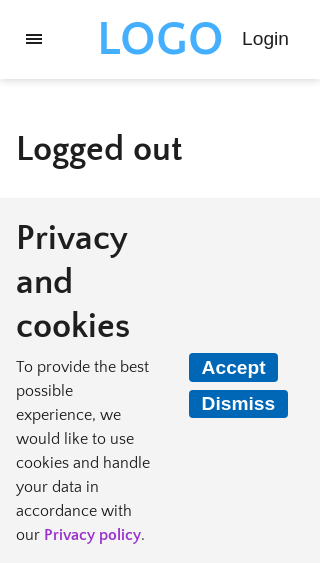 LOGO
Login
Logged out
Privacy
and
cookies
To provide the best
possible
experience, we
would like to use
cookies and handle
your data in
accordance with
our Privacy policy.
Accept
Dismiss